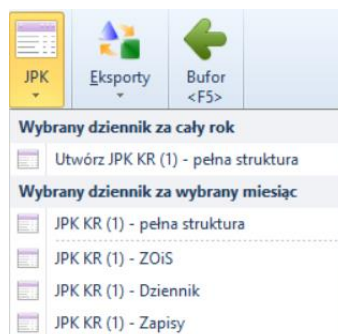 JPK
Eksporty
Bufor
<F5>
Wybrany dziennik za cały rok
Utwórz JPK KR (1) - pełna struktura
Wybrany dziennik za wybrany miesiąc
JPK KR (1) - pełna struktura
JPK KR (1) - ZOiS
JPK KR (1) - Dziennik
JPK KR (1) - Zapisy